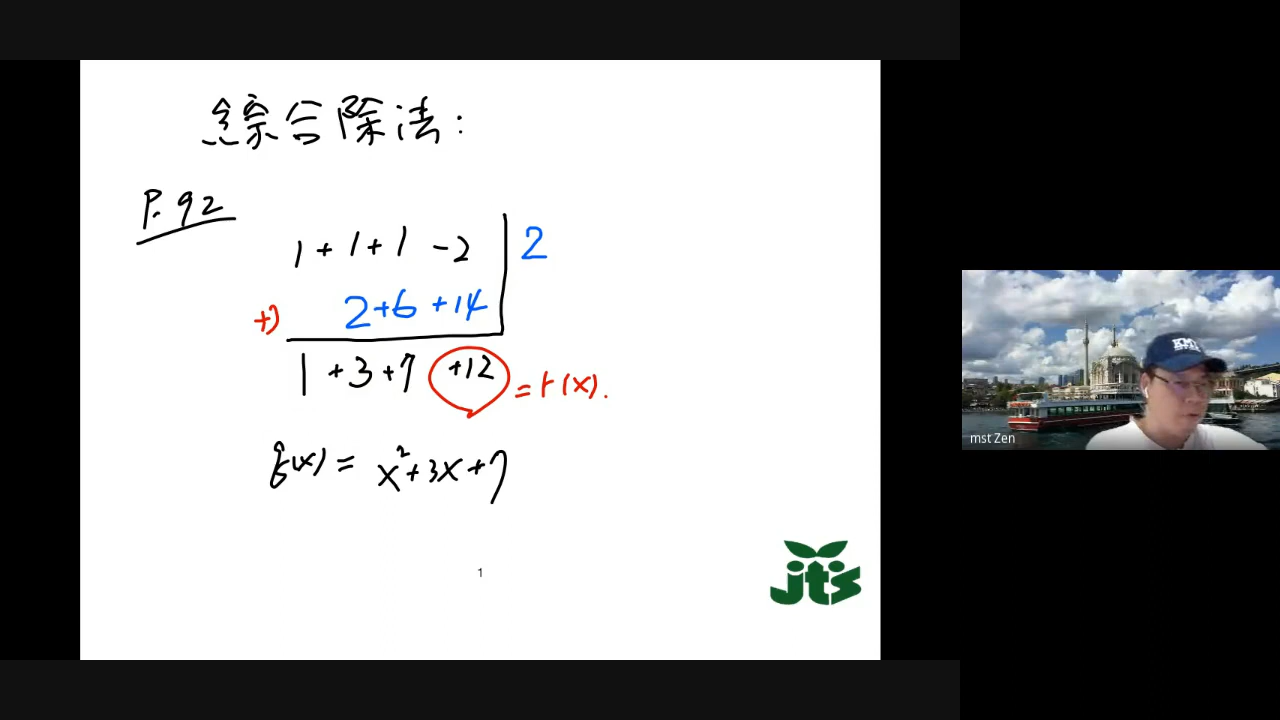 綜合除法:
P.92
1 + 1 + 1 - 2 2
+) 2 + 6 + 14
1 + 3 + 7 + 12 = r(x).
q(x) = x² + 3x + 7
1
jts
mst Zen